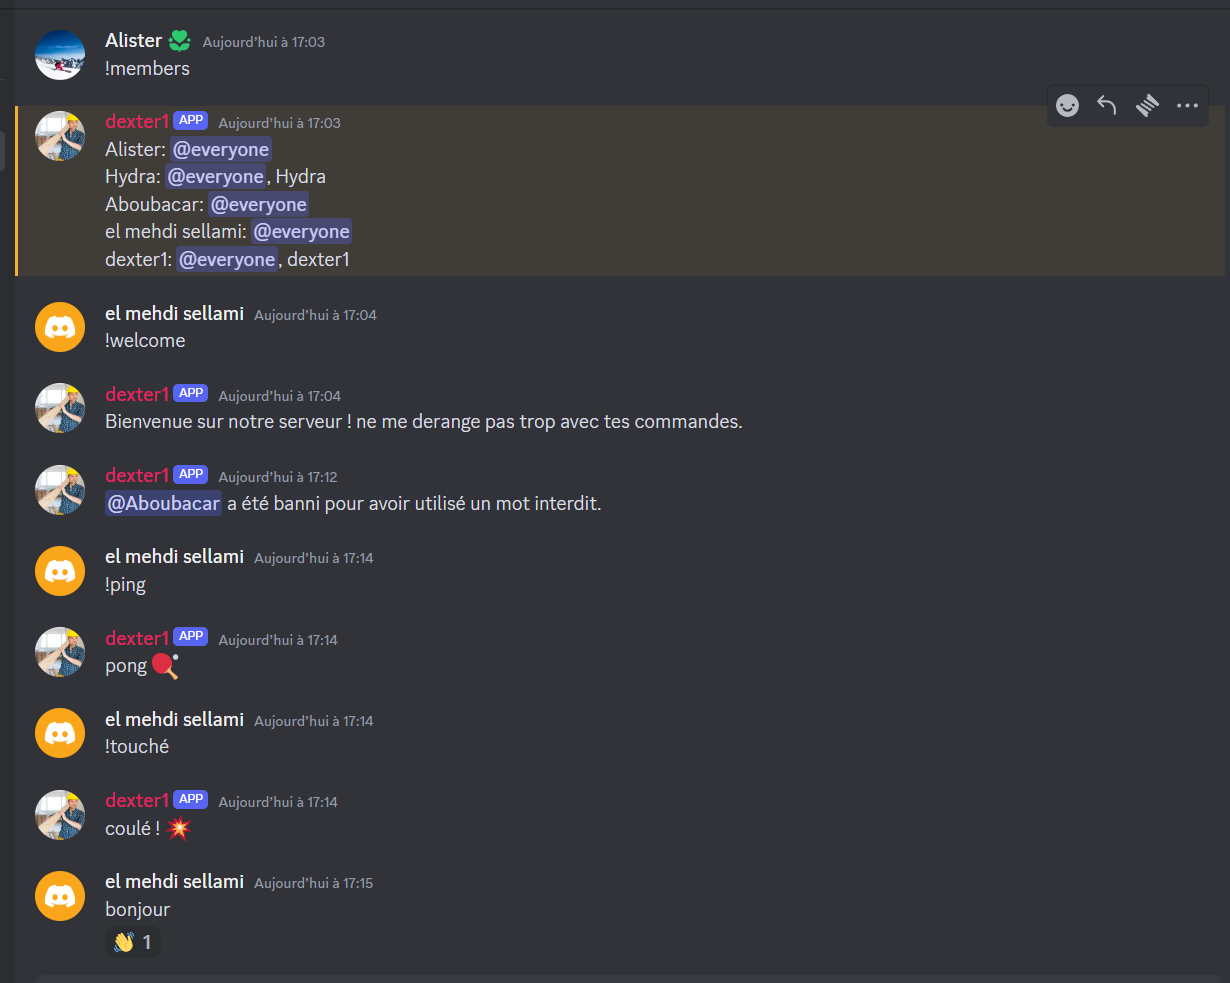 Alister Aujourd'hui à 17:03
!members
dexter1 APP Aujourd'hui à 17:03
Alister: @everyone
Hydra: @everyone, Hydra
Aboubacar: @everyone
el mehdi sellami: @everyone
dexter1: @everyone, dexter1
el mehdi sellami Aujourd'hui à 17:04
!welcome
dexter1 APP Aujourd'hui à 17:04
Bienvenue sur notre serveur ! ne me derange pas trop avec tes commandes.
dexter1 APP Aujourd'hui à 17:12
@Aboubacar a été banni pour avoir utilisé un mot interdit.
el mehdi sellami Aujourd'hui à 17:14
!ping
dexter1 APP Aujourd'hui à 17:14
pong 🏓
el mehdi sellami Aujourd'hui à 17:14
!touché
dexter1 APP Aujourd'hui à 17:14
coulé ! 💥
el mehdi sellami Aujourd'hui à 17:15
bonjour
👋 1